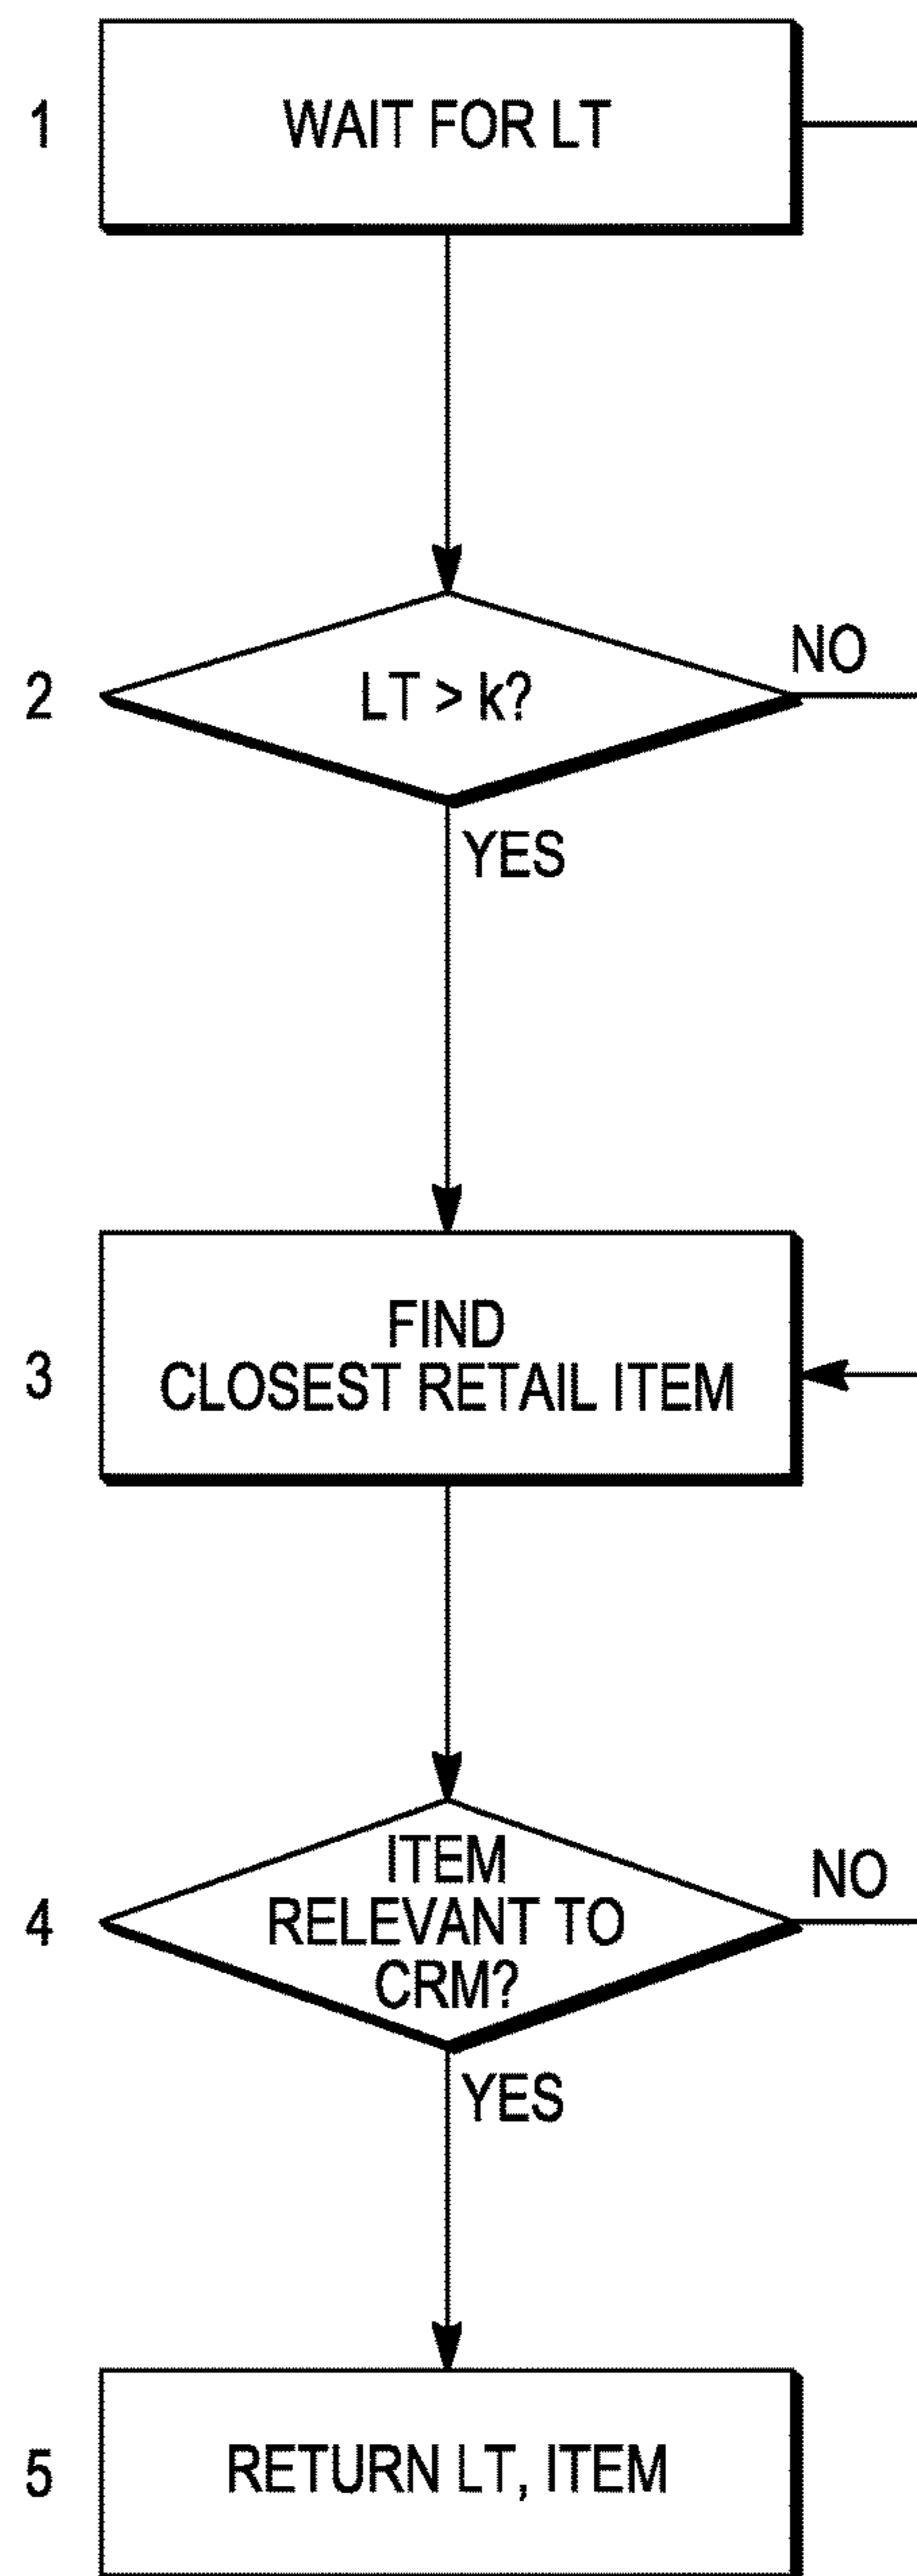 1
WAIT FOR LT
2
LT > k?
NO
YES
3
FIND
CLOSEST RETAIL ITEM
4
ITEM
RELEVANT TO
CRM?
NO
YES
5
RETURN LT, ITEM